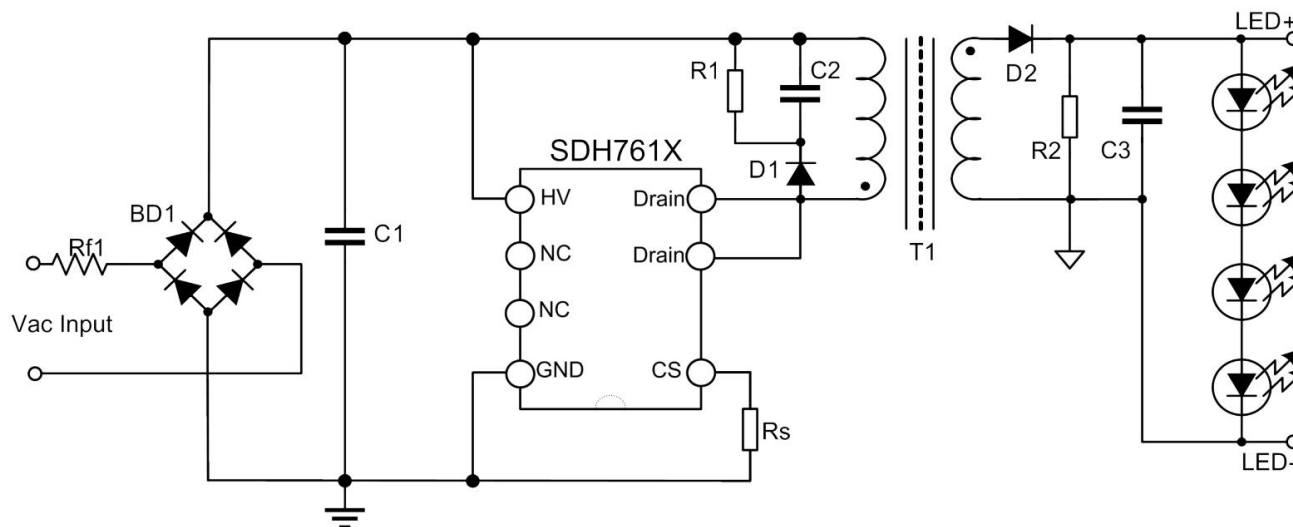 LED+
R1
C2
D2
SDH761X
D1
R2
C3
BD1
HV
Drain
Rf1
C1
NC
Drain
T1
NC
Vac Input
GND
CS
Rs
LED-